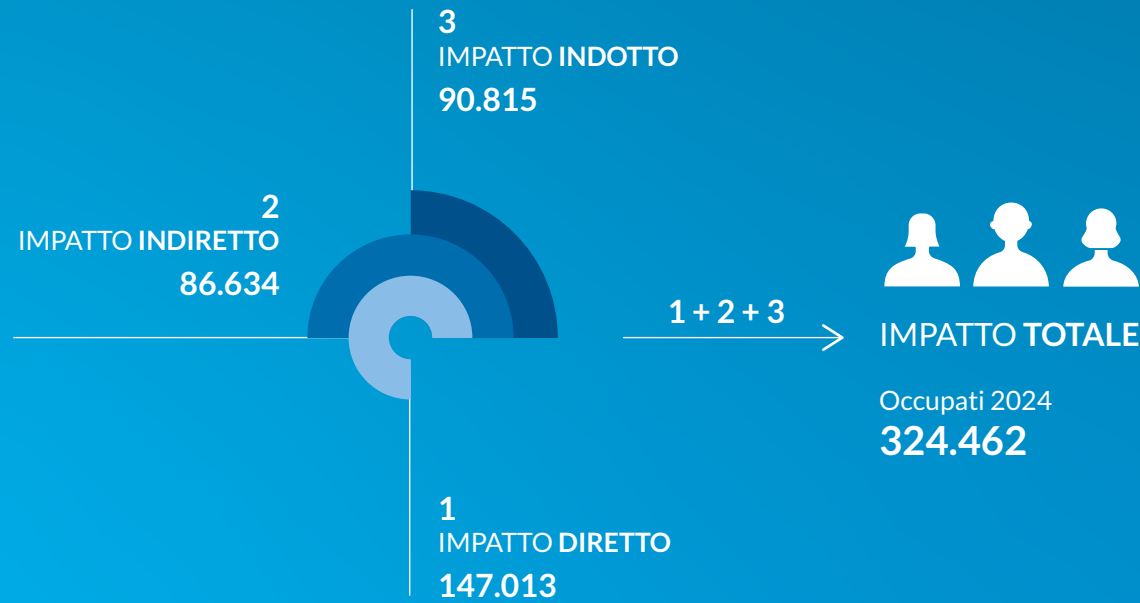 3
IMPATTO INDOTTO
90.815
2
IMPATTO INDIRETTO
86.634
1 + 2 + 3
IMPATTO TOTALE
Occupati 2024
324.462
1
IMPATTO DIRETTO
147.013